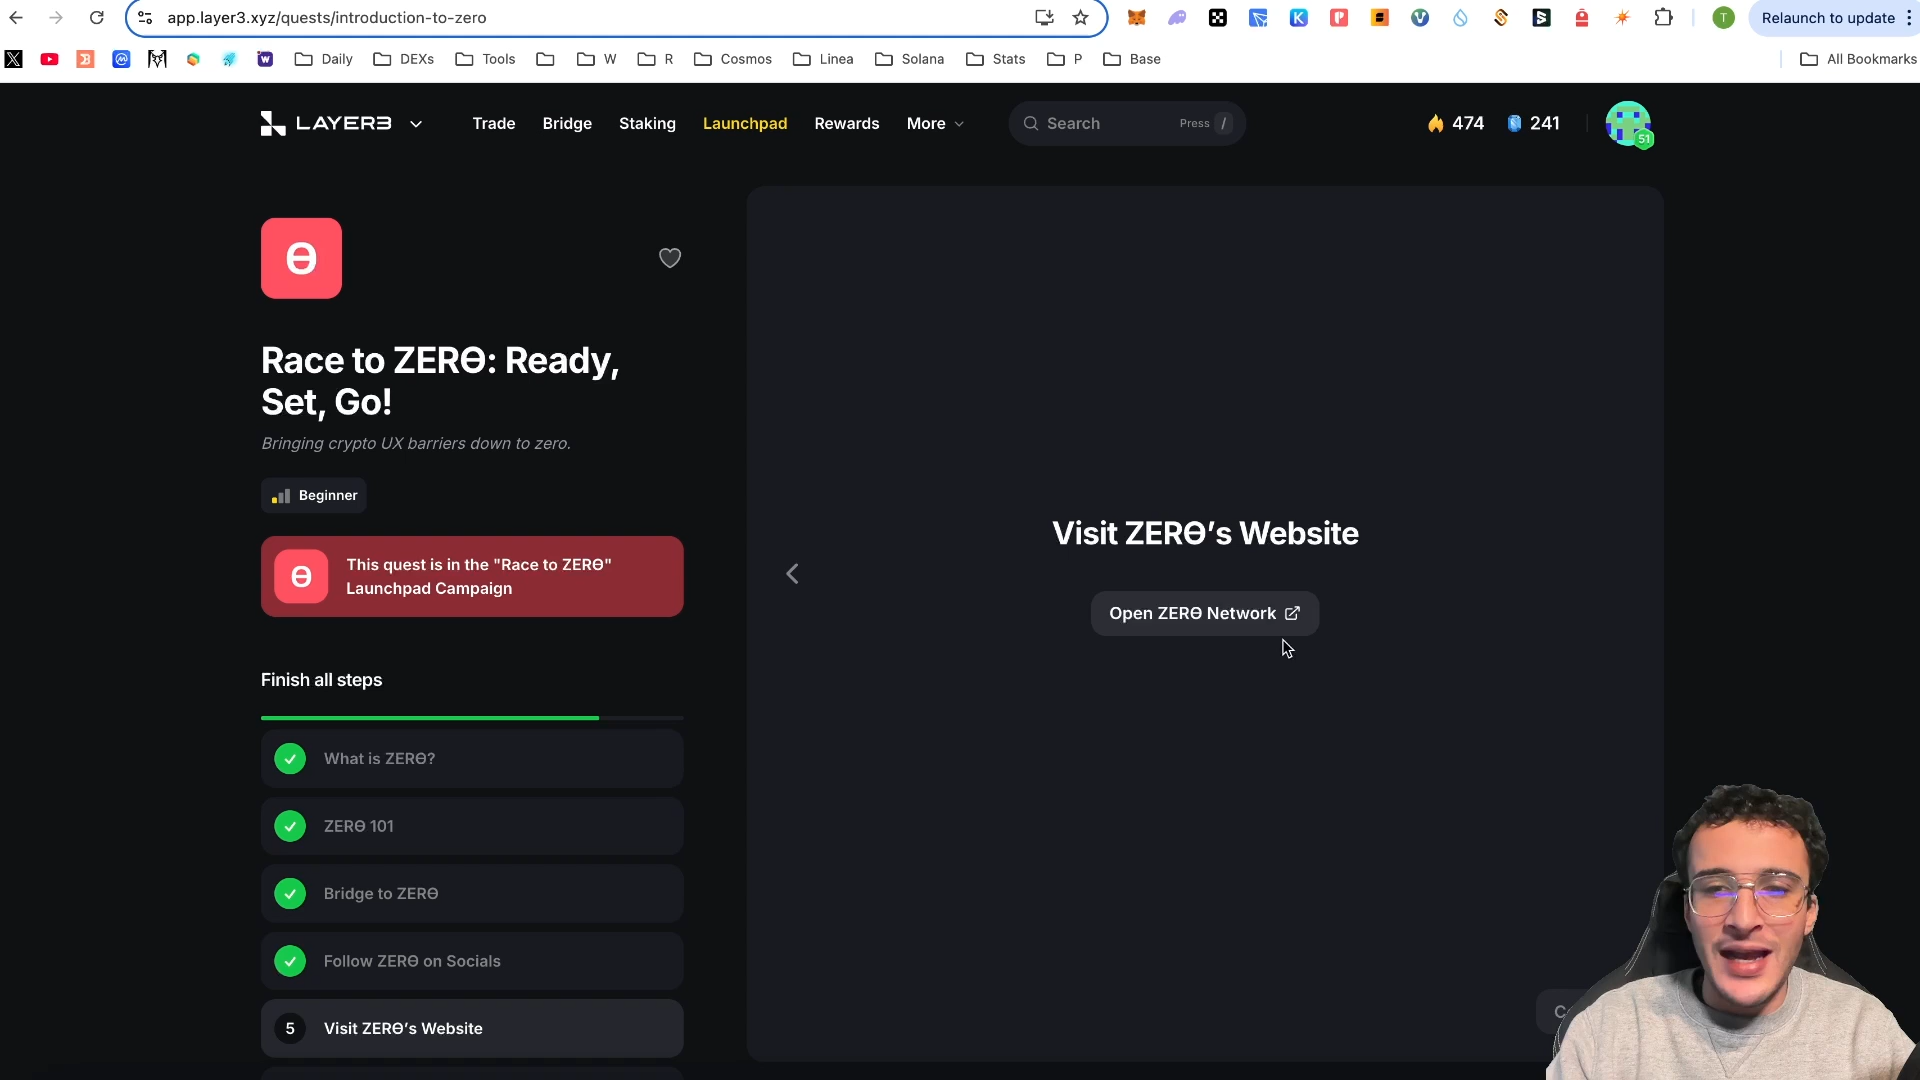 app.layer3.xyz/quests/introduction-to-zero
T
Relaunch to update
Daily
DEXs
Tools
W
R
Cosmos
Linea
Solana
Stats
P
Base
All Bookmarks
LAYER3
Trade
Bridge
Staking
Launchpad
Rewards
More
Search
Press /
474
241
51
Race to ZERϴ: Ready,
Set, Go!
Bringing crypto UX barriers down to zero.
Beginner
This quest is in the "Race to ZERϴ"
Launchpad Campaign
Finish all steps
What is ZERϴ?
ZERϴ 101
Bridge to ZERϴ
Follow ZERϴ on Socials
5
Visit ZERϴ's Website
Visit ZERϴ’s Website
Open ZERϴ Network